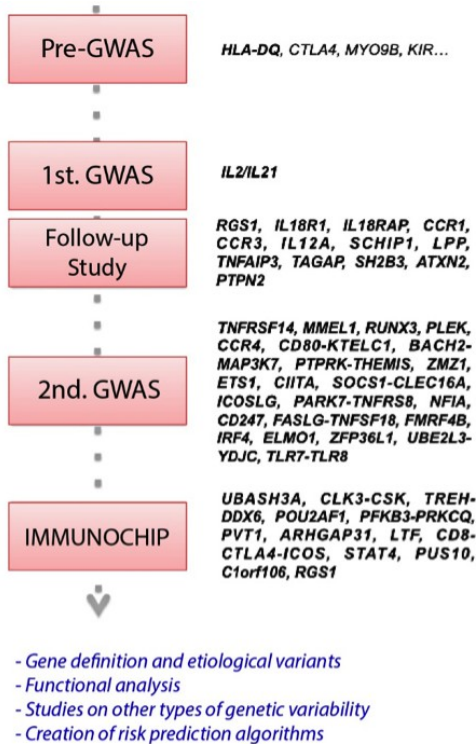 Pre-GWAS
HLA-DQ, CTLA4, MYO9B, KIR...
1st. GWAS
IL2/IL21
Follow-up
Study
RGS1, IL18R1, IL18RAP, CCR1,
CCR3, IL12A, SCHIP1, LPP,
TNFAIP3, TAGAP, SH2B3, ATXN2,
PTPN2
2nd. GWAS
TNFRSF14, MMEL1, RUNX3, PLEK,
CCR4, CD80-KTELC1, BACH2-
MAP3K7, PTPRK-THEMIS, ZMZ1,
ETS1, CIITA, SOCS1-CLEC16A,
ICOSLG, PARK7-TNFRS8, NFIA,
CD247, FASLG-TNFSF18, FMRF4B,
IRF4, ELMO1, ZFP36L1, UBE2L3-
YDJC, TLR7-TLR8
IMMUNOCHIP
UBASH3A, CLK3-CSK, TREH-
DDX6, POU2AF1, PFKB3-PRKCQ,
PVT1, ARHGAP31, LTF, CD8-
CTLA4-ICOS, STAT4, PUS10,
C1orf106, RGS1
- Gene definition and etiological variants
- Functional analysis
- Studies on other types of genetic variability
- Creation of risk prediction algorithms